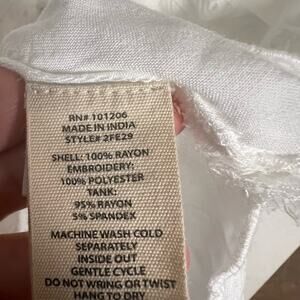 RN# 101206
MADE IN INDIA
STYLE# 2FE29
SHELL: 100% RAYON
EMBROIDERY:
100% POLYESTER
TANK:
95% RAYON
5% SPANDEX
MACHINE WASH COLD
SEPARATELY
INSIDE OUT
GENTLE CYCLE
DO NOT WRING OR TWIST
HANG TO DRY